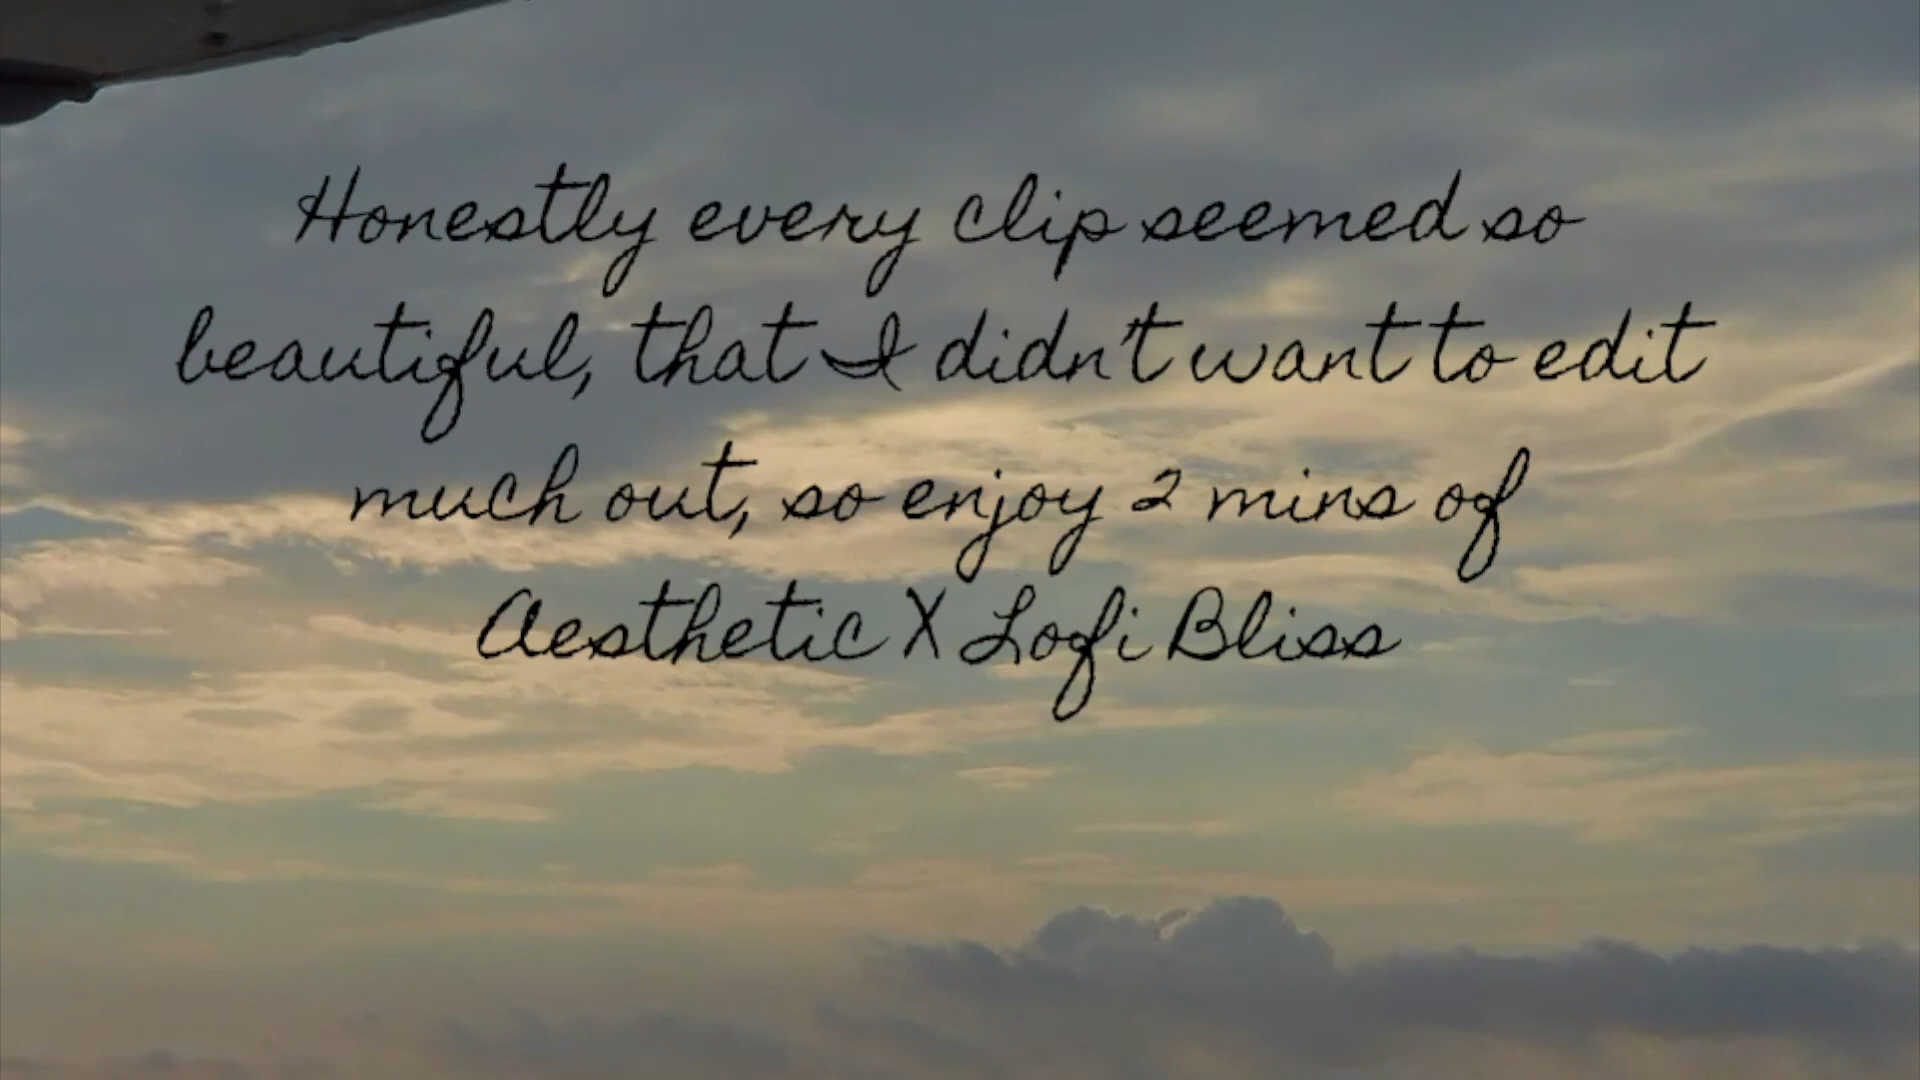 Honestly every clip seemed so
beautiful, that I didn't want to edit
much out, so enjoy 2 mins of
Aesthetic X Lofi Bliss